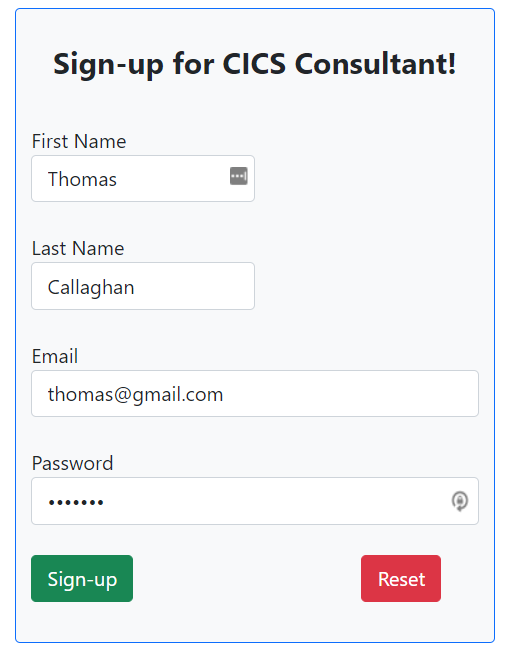 Sign-up for CICS Consultant!
First Name
Thomas
Last Name
Callaghan
Email
thomas@gmail.com
Password
•••••••
Sign-up Reset